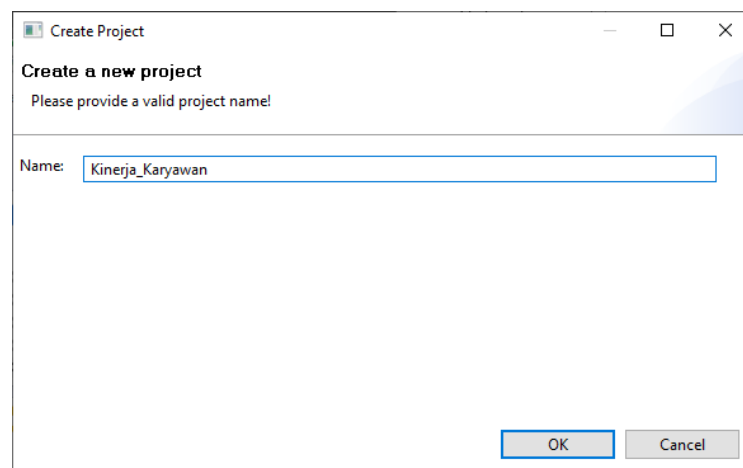 Create Project
Create a new project
Please provide a valid project name!
Name: Kinerja_Karyawan
OK Cancel